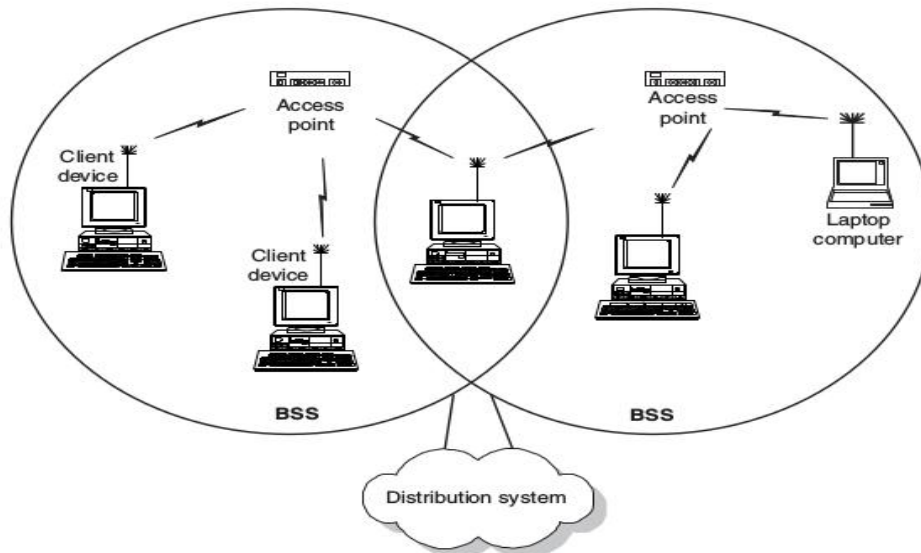 Access
point
Client
device
Client
device
BSS
Access
point
Laptop
computer
BSS
Distribution system